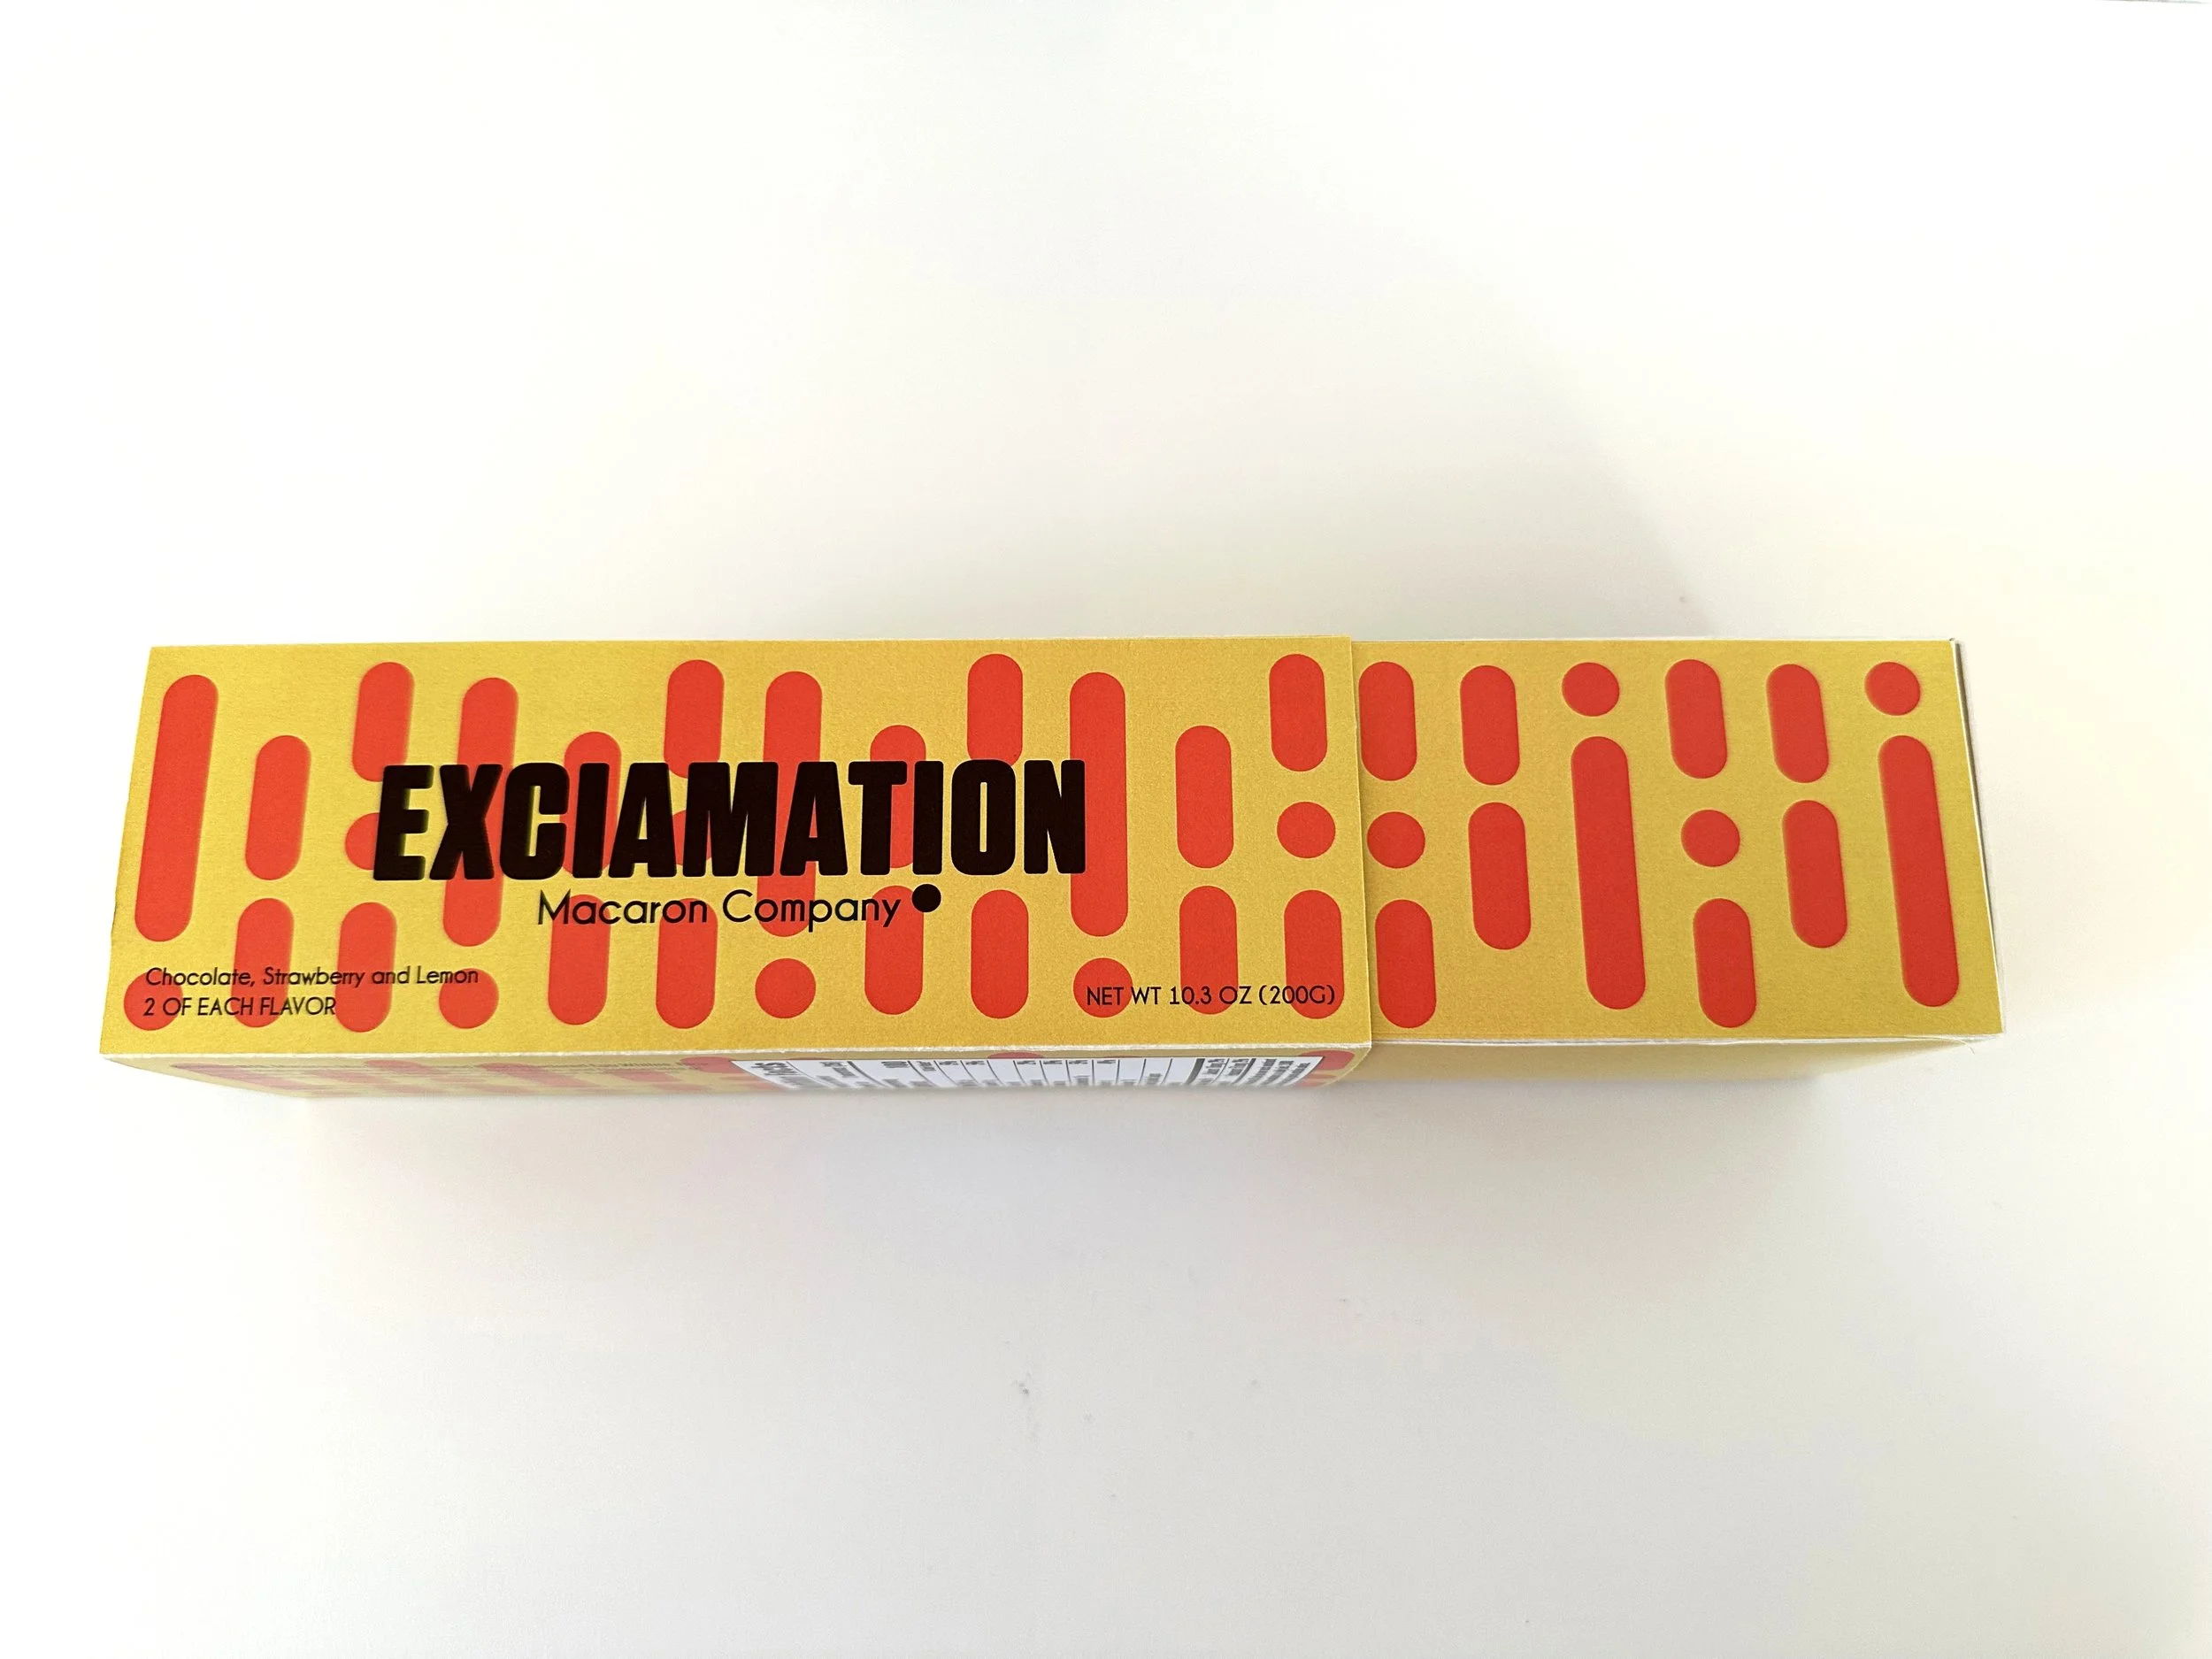 EXCIAMATION
Macaron Company
Chocolate, Strawberry and Lemon
2 OF EACH FLAVOR
NET WT 10.3 OZ (200G)